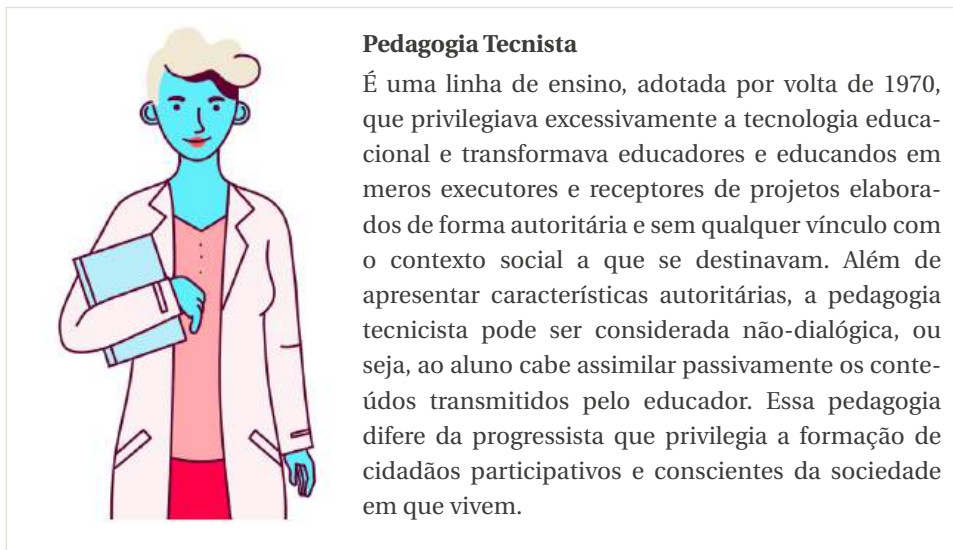 Pedagogia Tecnista
É uma linha de ensino, adotada por volta de 1970,
que privilegiava excessivamente a tecnologia educa-
cional e transformava educadores e educandos em
meros executores e receptores de projetos elabora-
dos de forma autoritária e sem qualquer vínculo com
o contexto social a que se destinavam. Além de
apresentar características autoritárias, a pedagogia
tecnicista pode ser considerada não-dialógica, ou
seja, ao aluno cabe assimilar passivamente os conte-
údos transmitidos pelo educador. Essa pedagogia
difere da progressista que privilegia a formação de
cidadãos participativos e conscientes da sociedade
em que vivem.